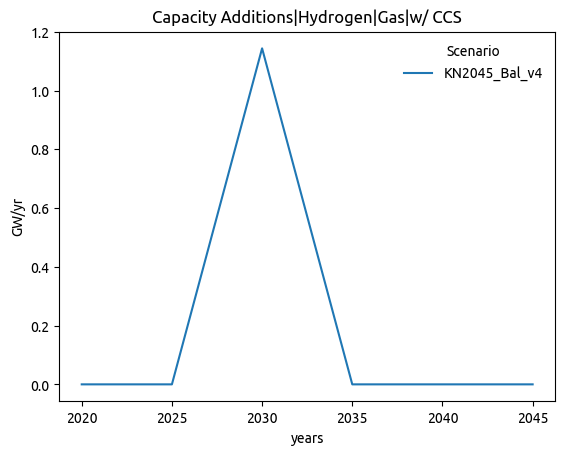 Capacity Additions|Hydrogen|Gas|w/ CCS
1.2
1.0
0.8
0.6
0.4
0.2
0.0
GW/yr
Scenario
KN2045_Bal_v4
2020 2025 2030 2035 2040 2045
years